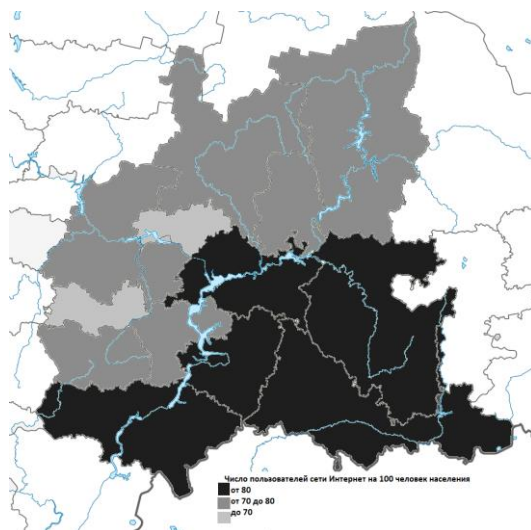 Число пользователей сети Интернет на 100 человек населения
от 80
от 70 до 80
до 70